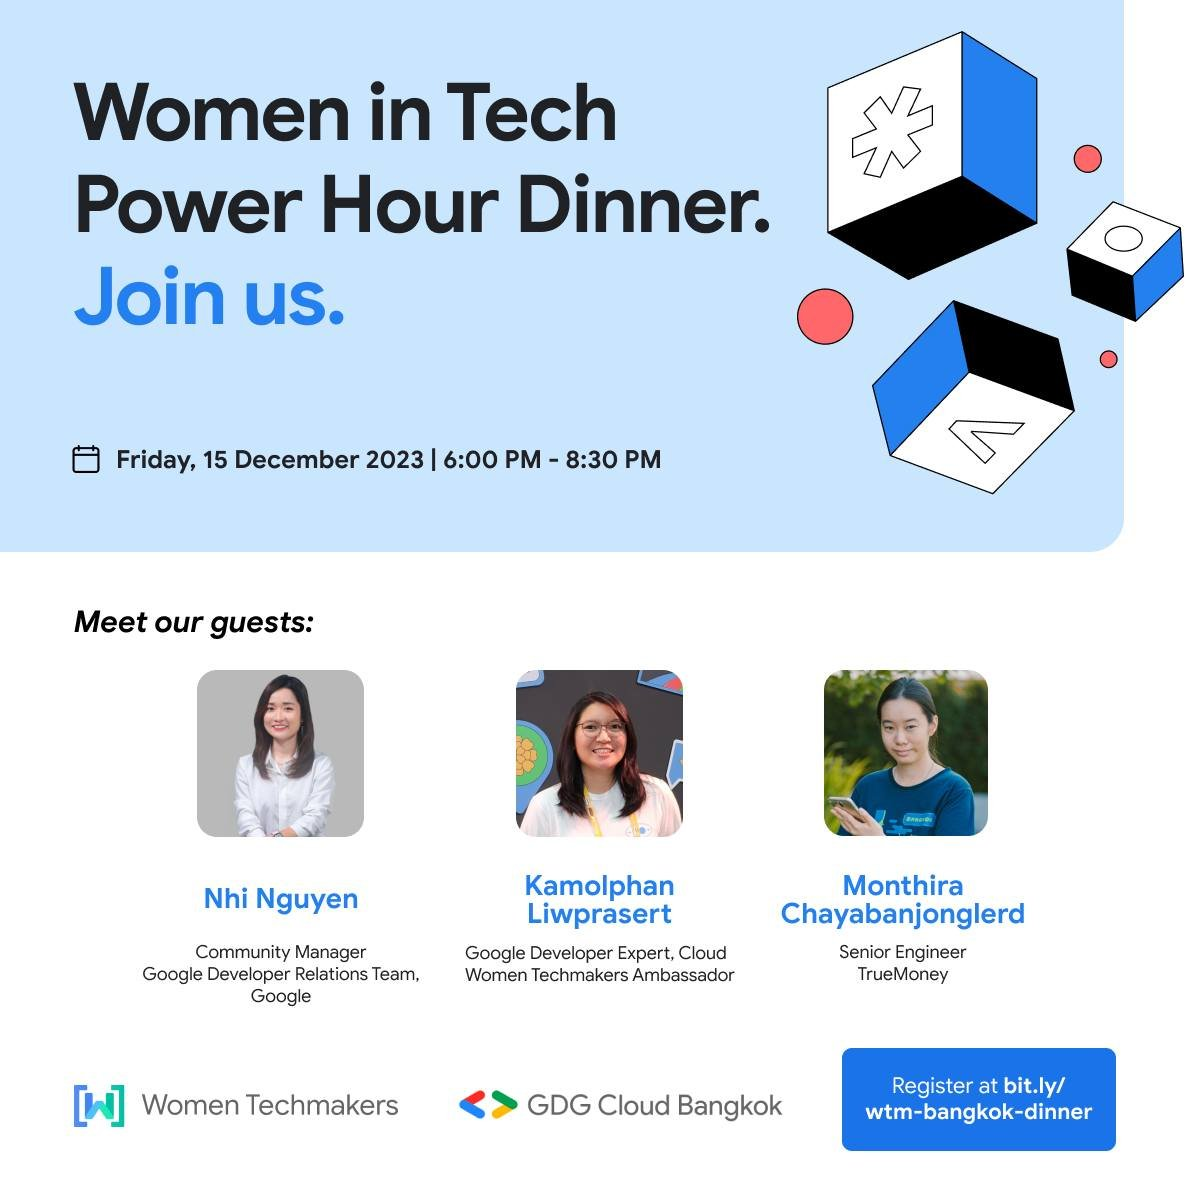 Women in Tech
Power Hour Dinner.
Join us.
Friday, 15 December 2023 | 6:00 PM - 8:30 PM
Meet our guests:
Nhi Nguyen
Community Manager
Google Developer Relations Team,
Google
Kamolphan
Liwprasert
Google Developer Expert, Cloud
Women Techmakers Ambassador
Monthira
Chayabanjonglerd
Senior Engineer
TrueMoney
Women Techmakers
GDG Cloud Bangkok
Register at bit.ly/
wtm-bangkok-dinner